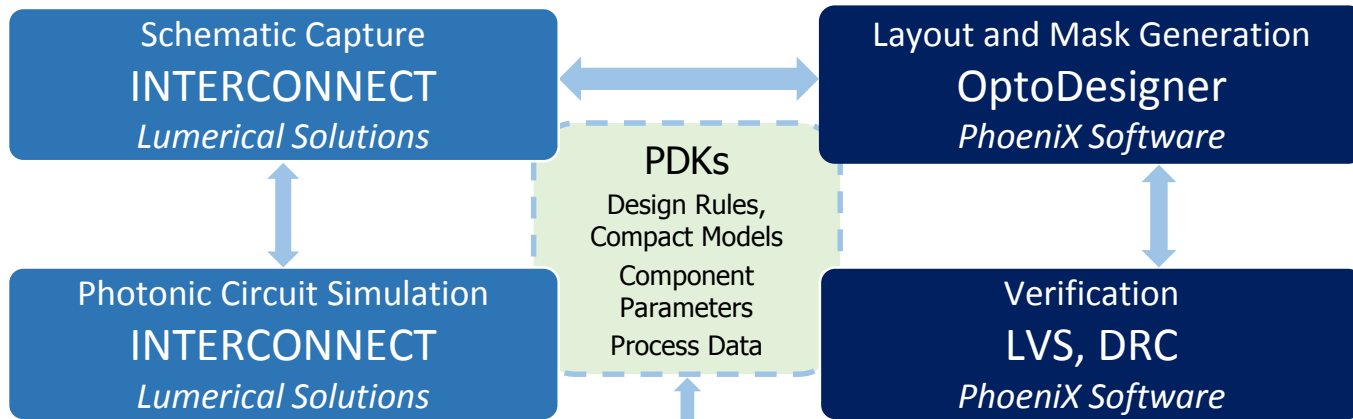 Schematic Capture
INTERCONNECT
Lumerical Solutions
Layout and Mask Generation
OptoDesigner
PhoeniX Software
PDKs
Design Rules,
Compact Models
Component
Parameters
Process Data
Photonic Circuit Simulation
INTERCONNECT
Lumerical Solutions
Verification
LVS, DRC
PhoeniX Software